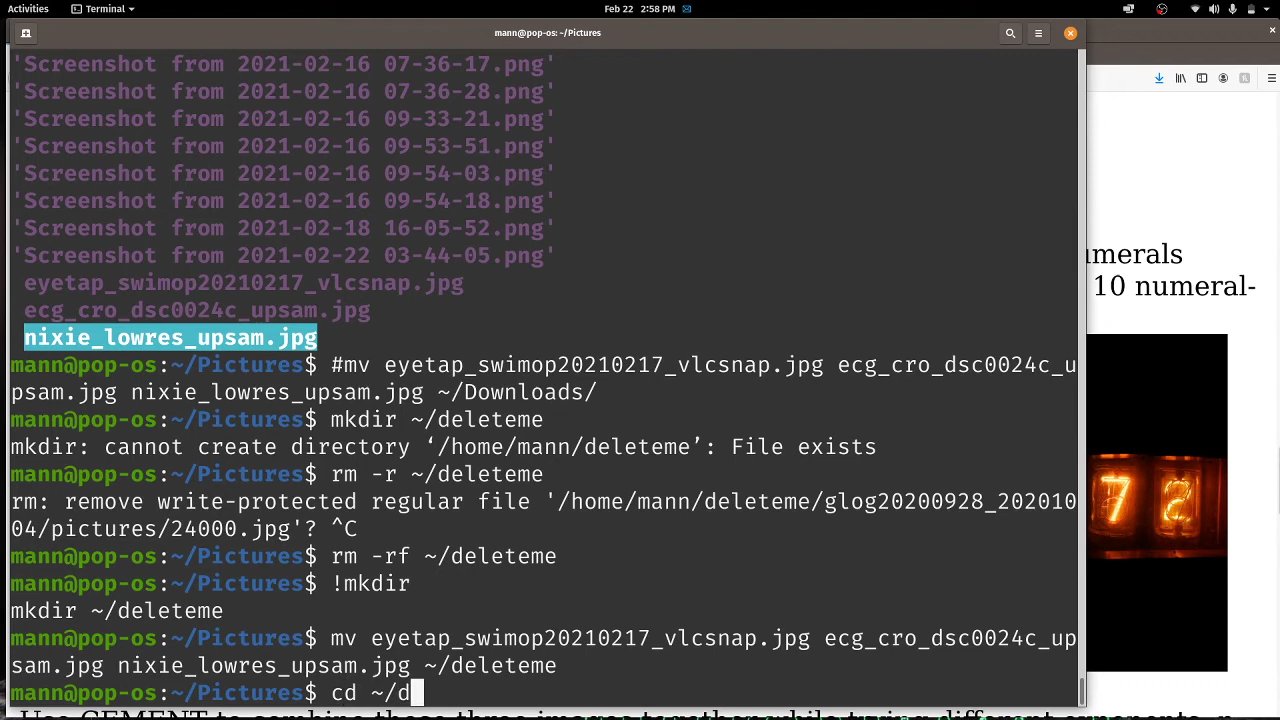 Activities
Terminal
Feb 22 2:58 PM
mann@pop-os: ~/Pictures
'Screenshot from 2021-02-16 07-36-17.png'
'Screenshot from 2021-02-16 07-36-28.png'
'Screenshot from 2021-02-16 09-33-21.png'
'Screenshot from 2021-02-16 09-53-51.png'
'Screenshot from 2021-02-16 09-54-03.png'
'Screenshot from 2021-02-16 09-54-18.png'
'Screenshot from 2021-02-18 16-05-52.png'
'Screenshot from 2021-02-22 03-44-05.png'
eyetap_swimop20210217_vlcsnap.jpg
ecg_cro_dsc0024c_upsam.jpg
nixie_lowres_upsam.jpg
mann@pop-os:~/Pictures$ #mv eyetap_swimop20210217_vlcsnap.jpg ecg_cro_dsc0024c_u
psam.jpg nixie_lowres_upsam.jpg ~/Downloads/
mann@pop-os:~/Pictures$ mkdir ~/deleteme
mkdir: cannot create directory ‘/home/mann/deleteme’: File exists
mann@pop-os:~/Pictures$ rm -r ~/deleteme
rm: remove write-protected regular file '/home/mann/deleteme/glog20200928_202010
04/pictures/24000.jpg'? ^C
mann@pop-os:~/Pictures$ rm -rf ~/deleteme
mann@pop-os:~/Pictures$ !mkdir
mkdir ~/deleteme
mann@pop-os:~/Pictures$ mv eyetap_swimop20210217_vlcsnap.jpg ecg_cro_dsc0024c_up
sam.jpg nixie_lowres_upsam.jpg ~/deleteme
mann@pop-os:~/Pictures$ cd ~/d
umerals
10 numeral-
72